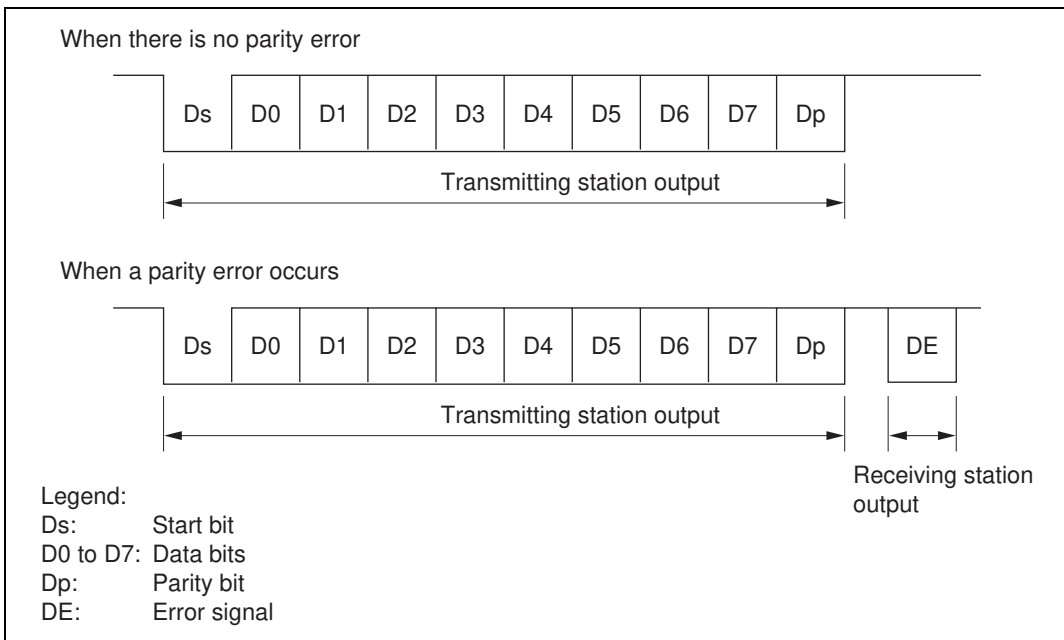 When there is no parity error
Ds D0 D1 D2 D3 D4 D5 D6 D7 Dp
Transmitting station output
When a parity error occurs
Ds D0 D1 D2 D3 D4 D5 D6 D7 Dp DE
Transmitting station output
Receiving station
output
Legend:
Ds: Start bit
D0 to D7: Data bits
Dp: Parity bit
DE: Error signal